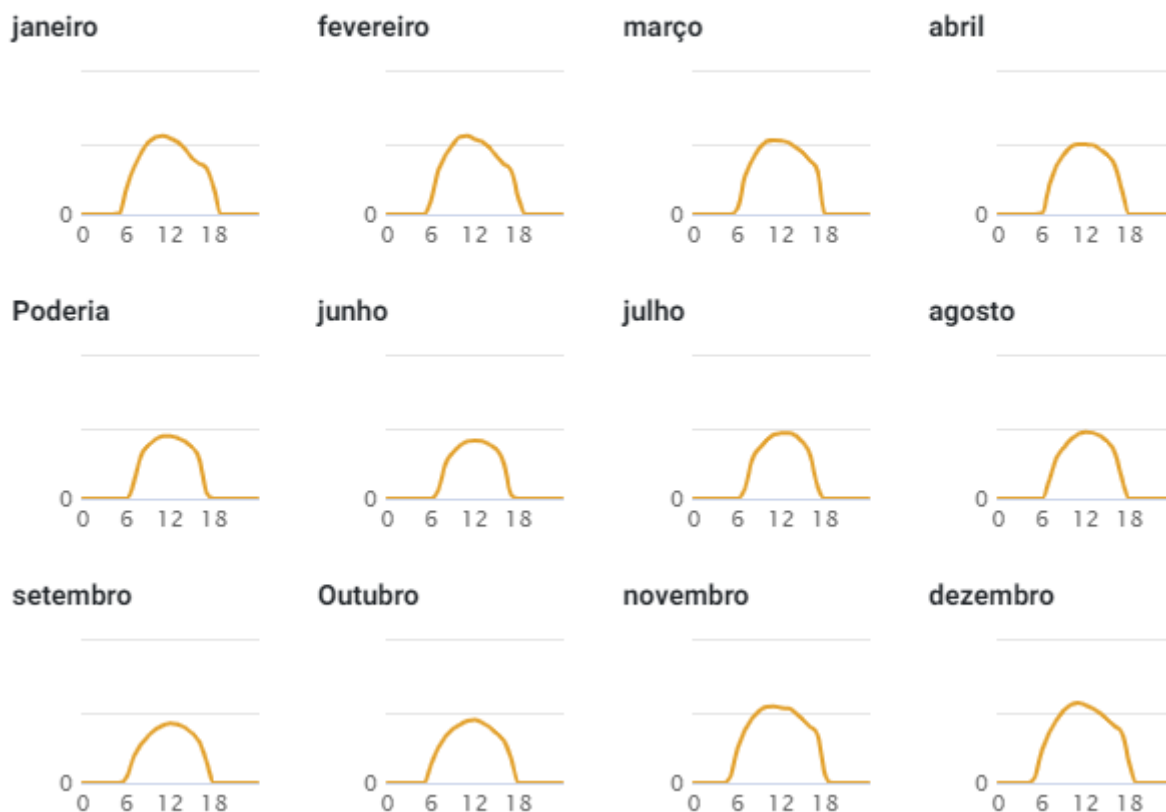 janeiro fevereiro março abril
0 0 0 0
0 6 12 18 0 6 12 18 0 6 12 18 0 6 12 18
Poderia junho julho agosto
0 0 0 0
0 6 12 18 0 6 12 18 0 6 12 18 0 6 12 18
setembro Outubro novembro dezembro
0 0 0 0
0 6 12 18 0 6 12 18 0 6 12 18 0 6 12 18